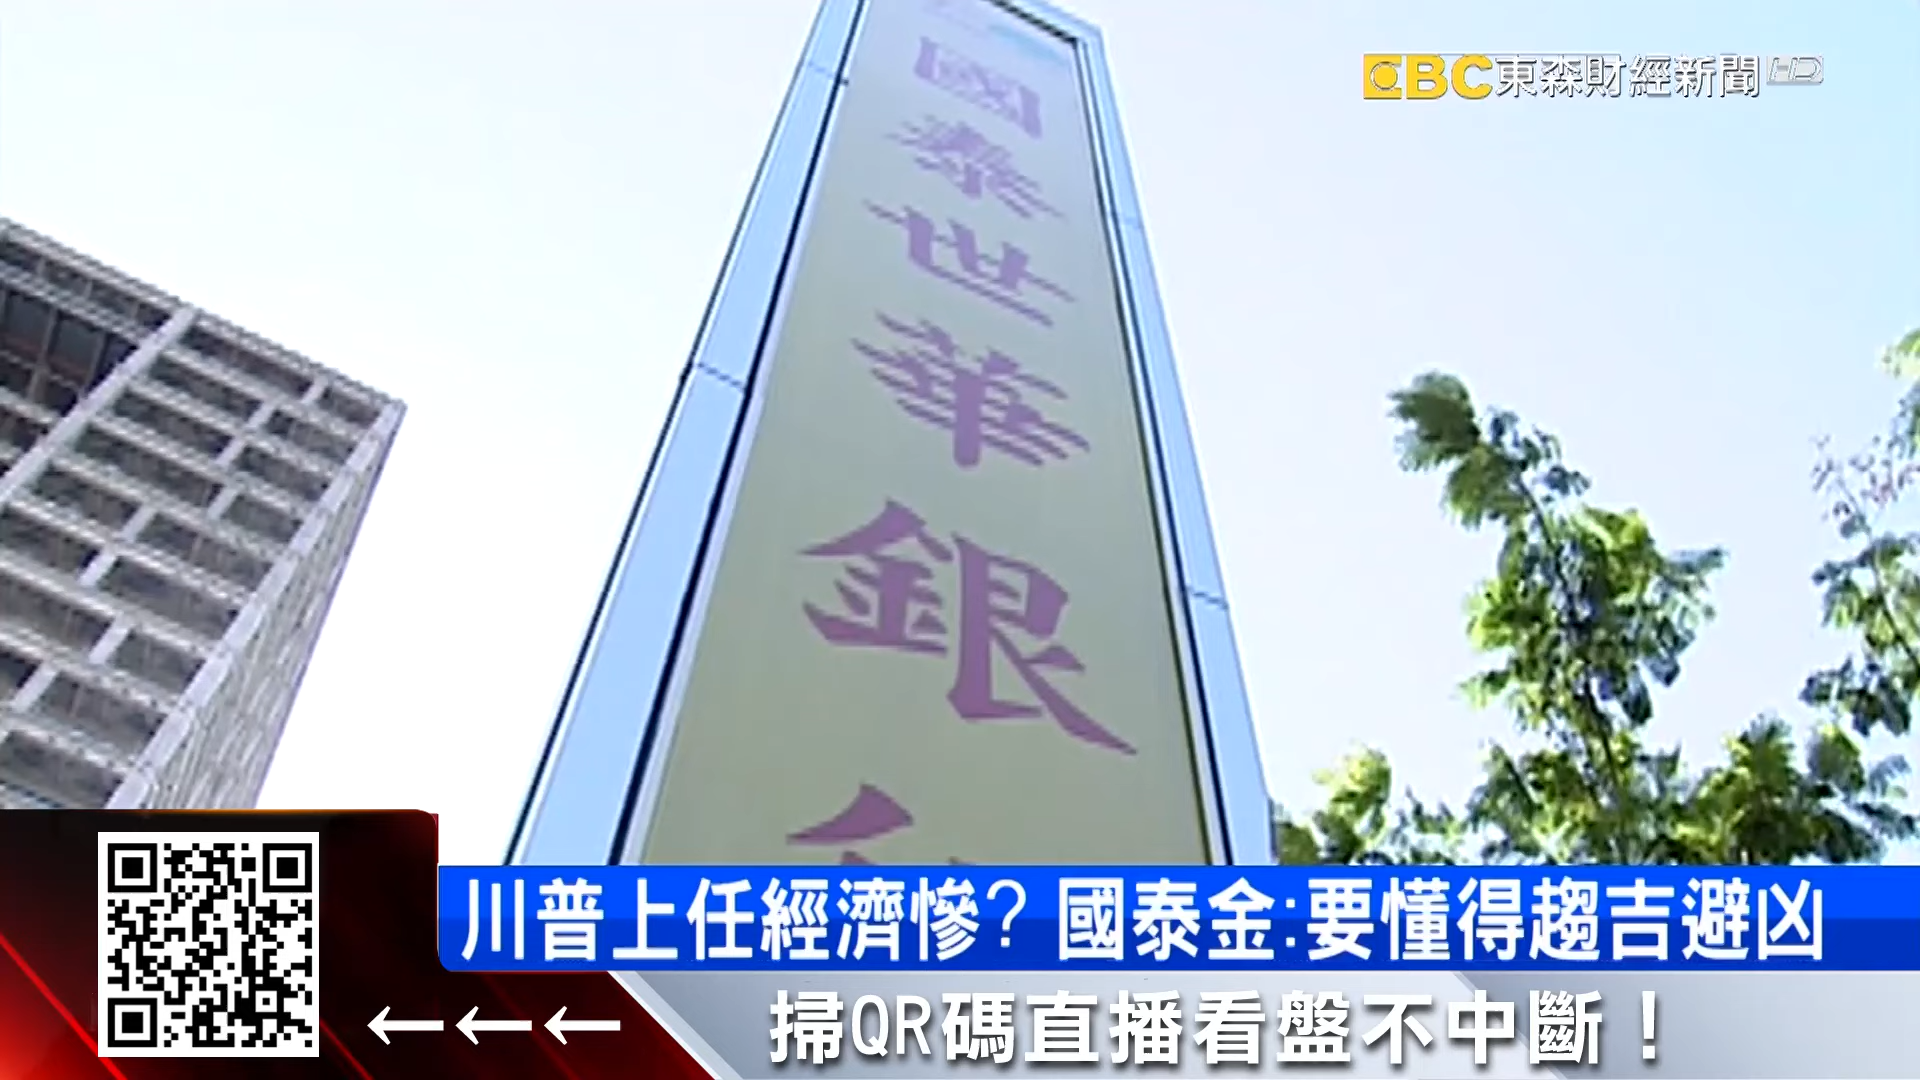 EBC東森財經新聞HD
國泰世華銀
川普上任經濟慘? 國泰金:要懂得趨吉避凶
←←← 掃QR碼直播看盤不中斷！